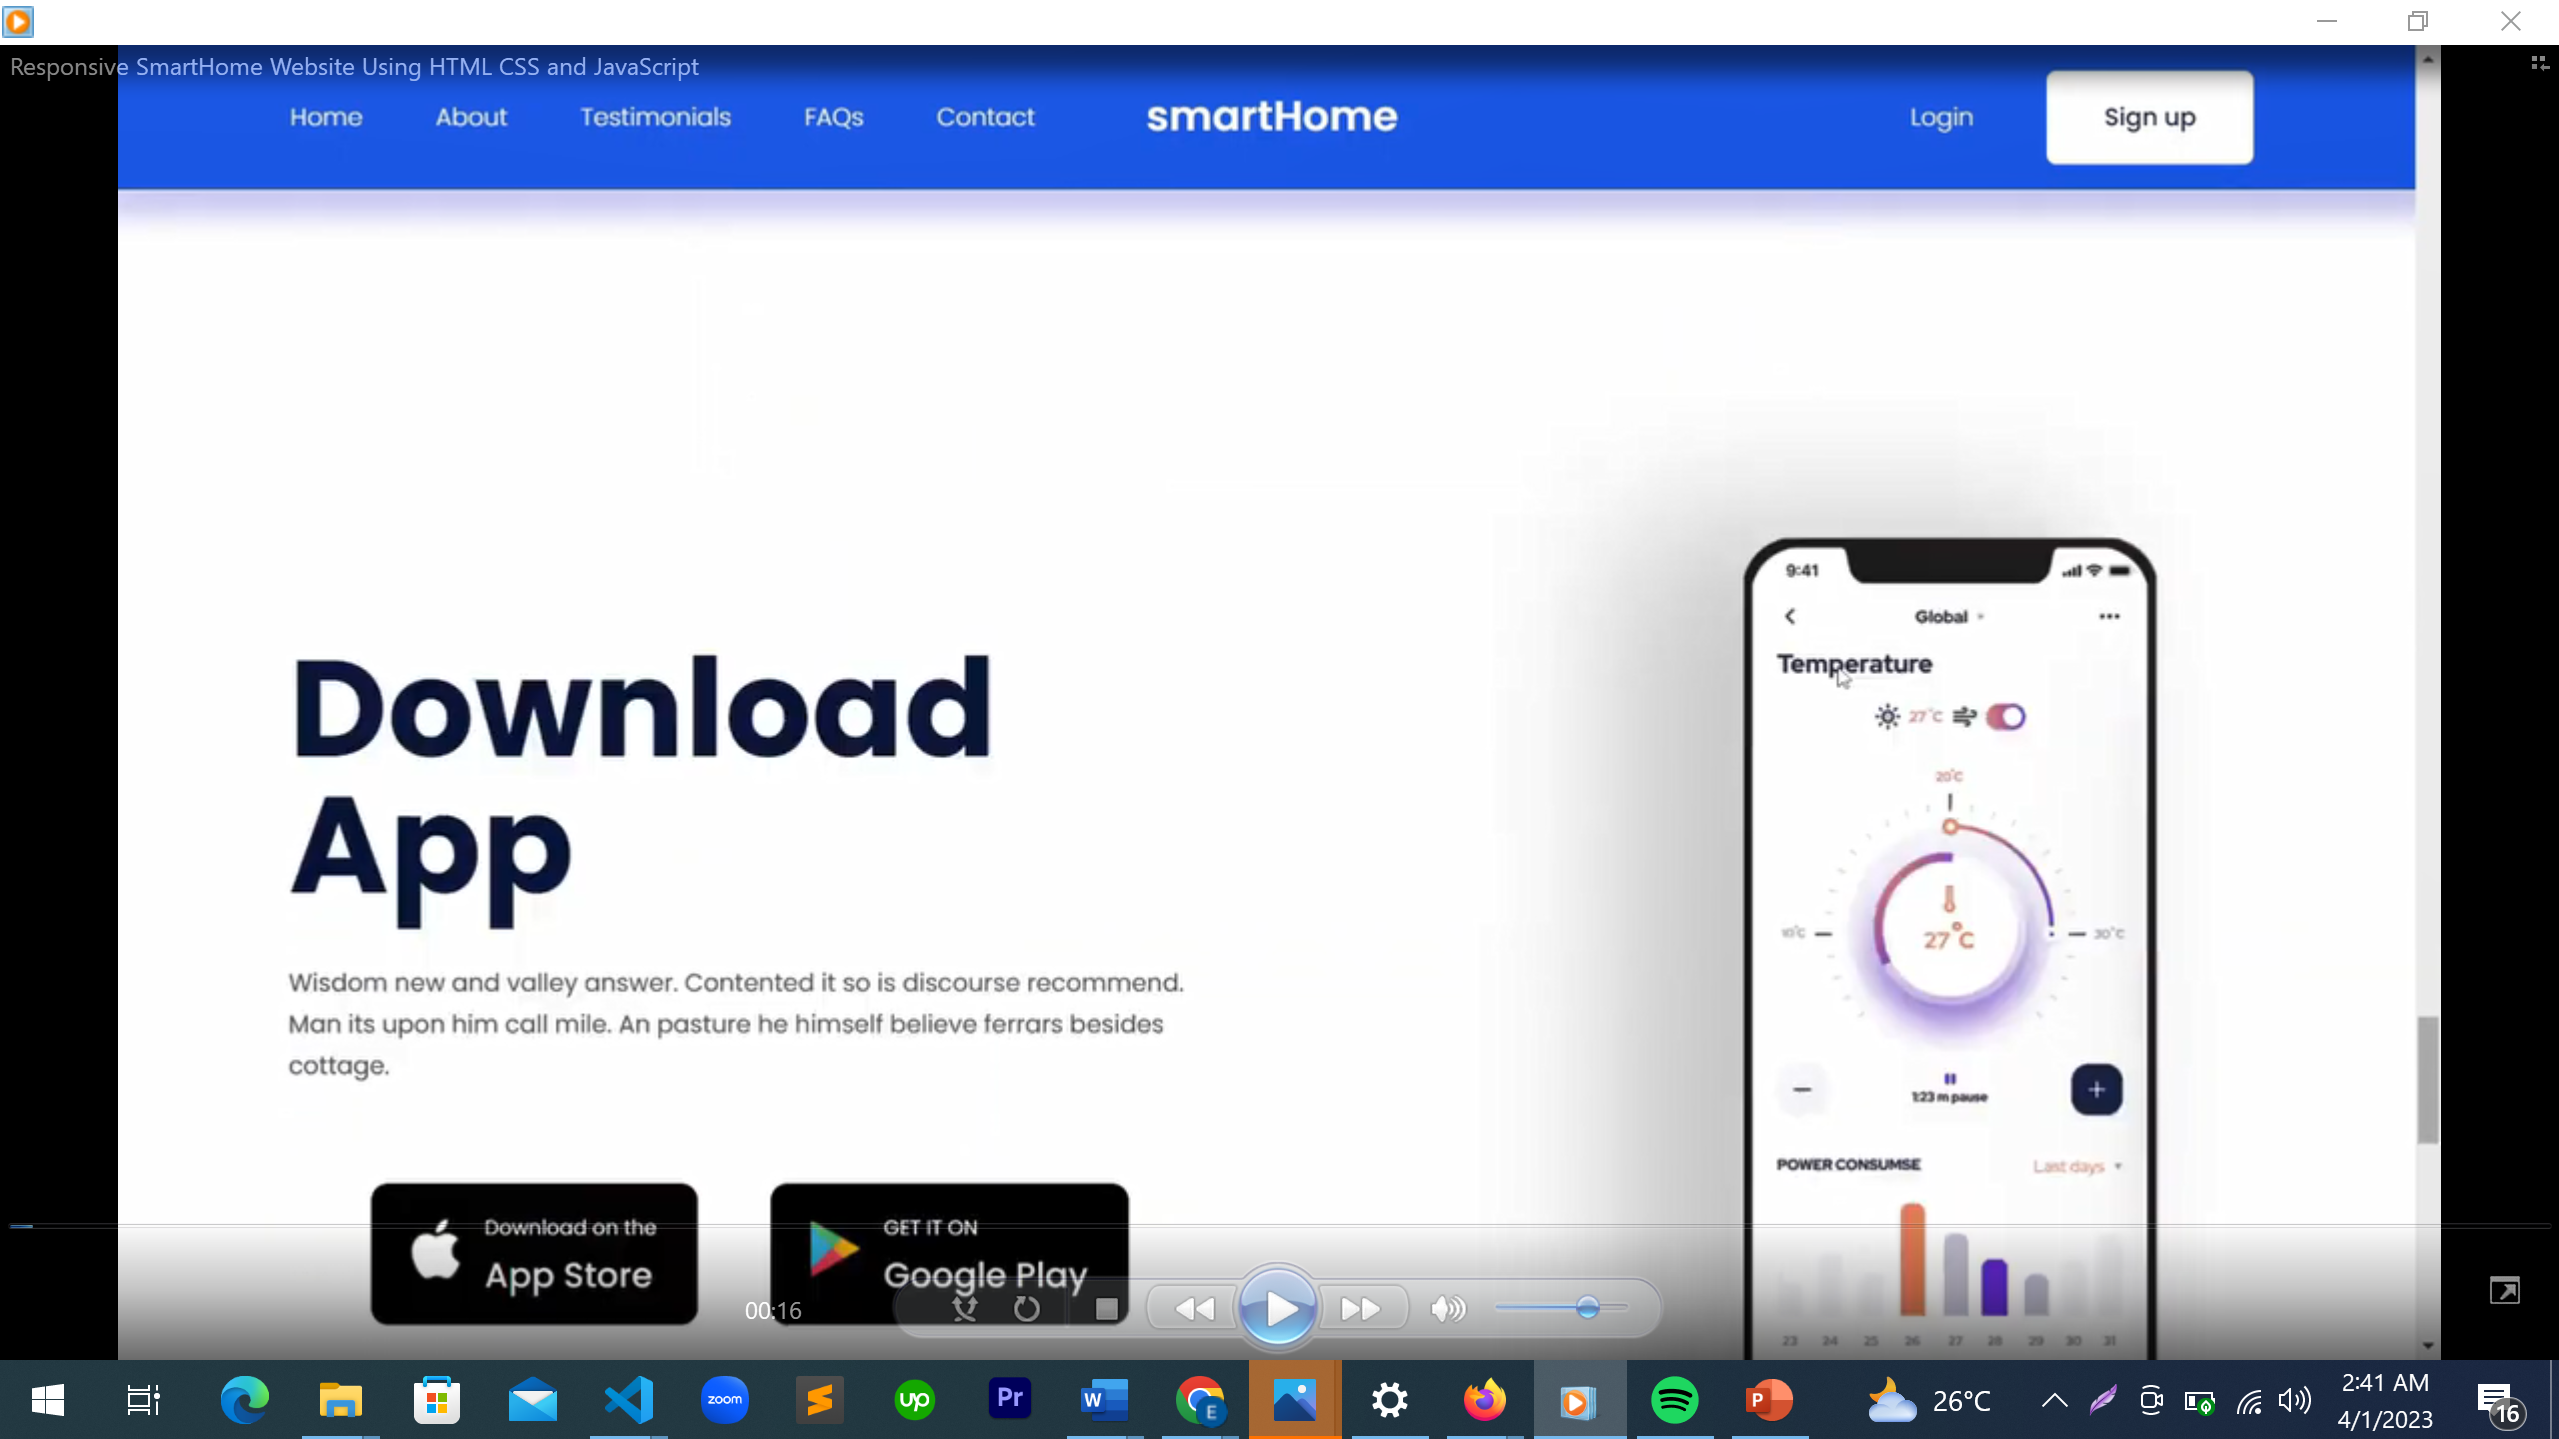 Responsive SmartHome Website Using HTML CSS and JavaScript
Home About Testimonials FAQs Contact smartHome Login Sign up
9:41
Global
Temperature
27°C
20°C
10°C
30°C
27°C
1:23 m pause
POWER CONSUMSE Last days
23 24 25 26 27 28 29 30 31
Download
App
Wisdom new and valley answer. Contented it so is discourse recommend.
Man its upon him call mile. An pasture he himself believe ferrars besides
cottage.
Download on the
App Store
GET IT ON
Google Play
00:16
zoom
up
Pr
W
E
P
26°C
2:41 AM
4/1/2023
16